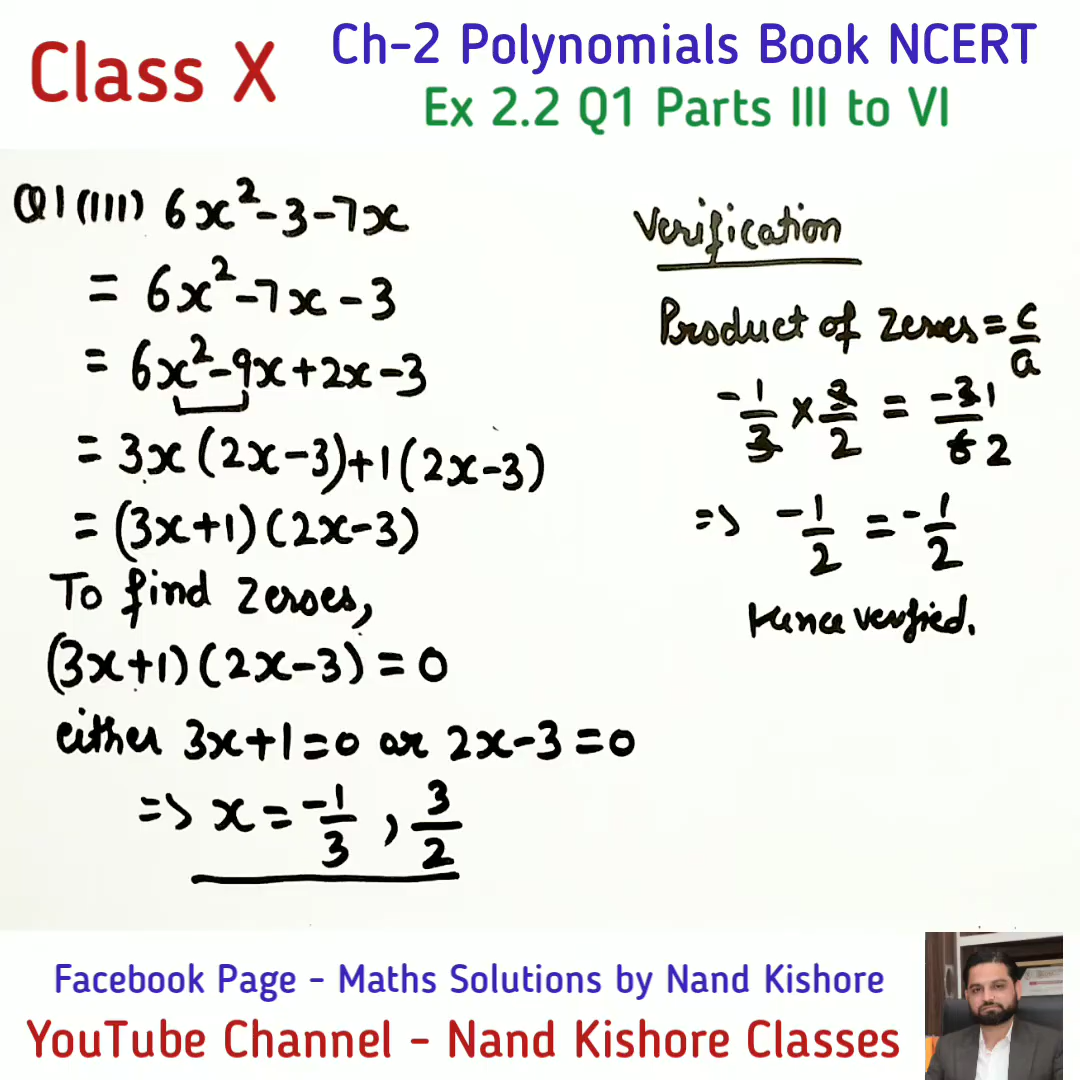 Class X
Ch-2 Polynomials Book NCERT
Ex 2.2 Q1 Parts III to VI
Q1(III) 6x²-3-7x
= 6x²-7x-3
= 6x²-9x+2x-3
= 3x(2x-3)+1(2x-3)
= (3x+1)(2x-3)
To find Zeroes,
(3x+1)(2x-3)=0
either 3x+1=0 or 2x-3=0
=> x = -1/3, 3/2
Verification
Product of Zeroes = c/a
-1/3 × 3/2 = -3 1/6 2
=> -1/2 = -1/2
Hence verified.
Facebook Page - Maths Solutions by Nand Kishore
YouTube Channel - Nand Kishore Classes